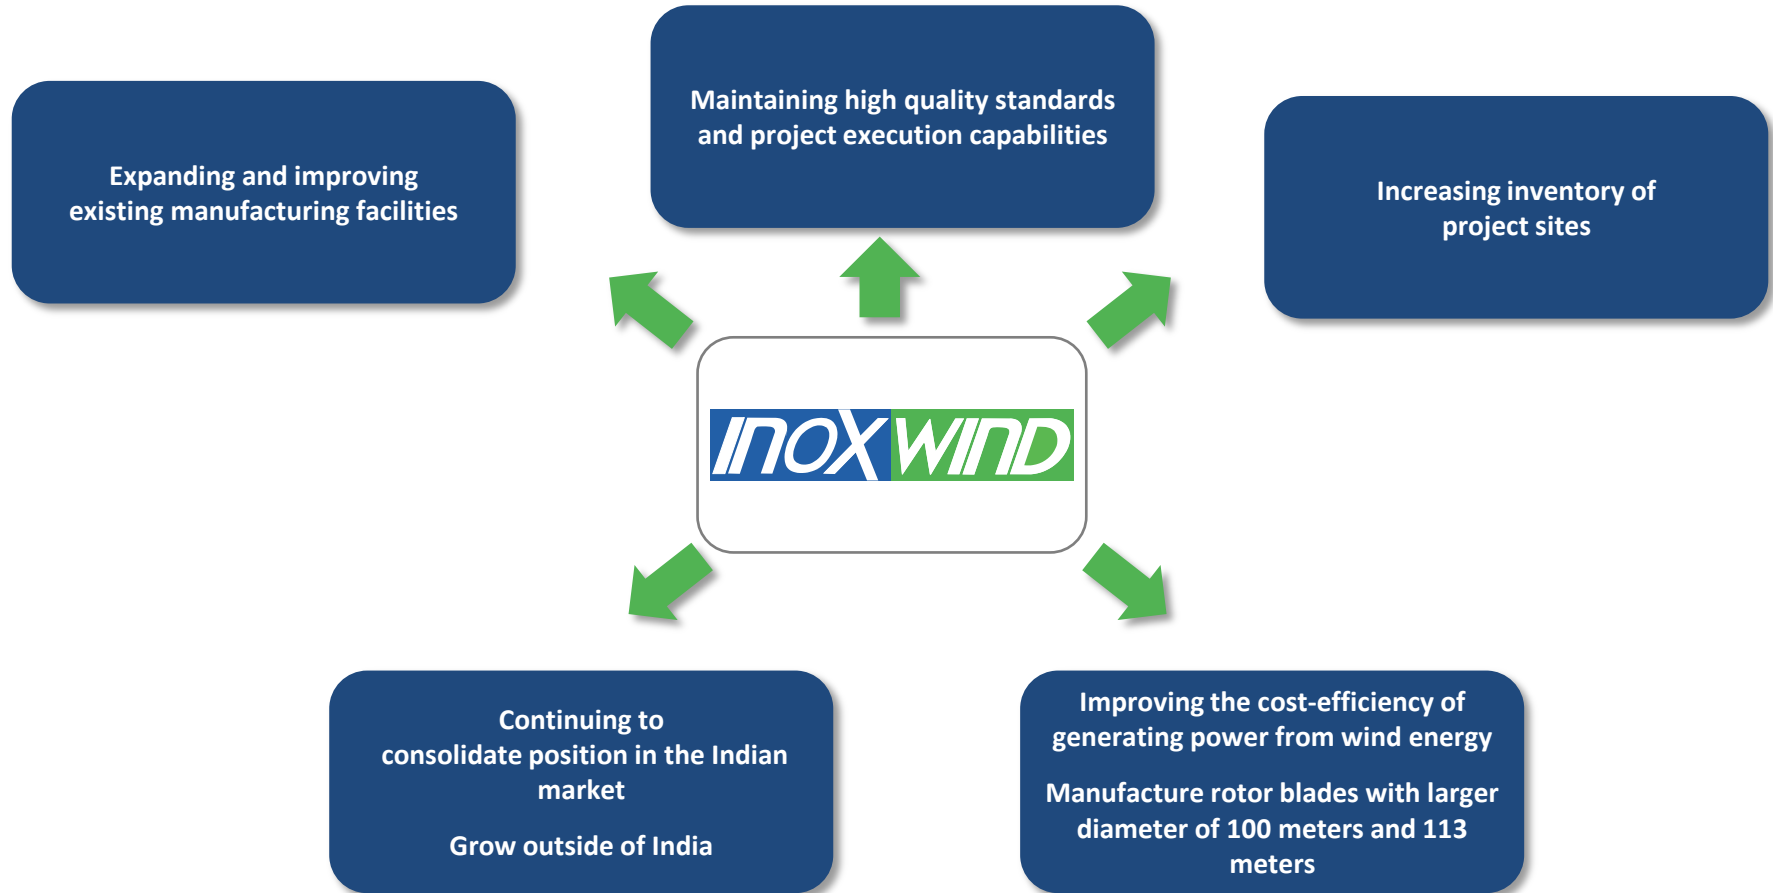 Maintaining high quality standards
and project execution capabilities
Expanding and improving
existing manufacturing facilities
Increasing inventory of
project sites
INOXWIND
Continuing to
consolidate position in the Indian
market
Grow outside of India
Improving the cost-efficiency of
generating power from wind energy
Manufacture rotor blades with larger
diameter of 100 meters and 113
meters